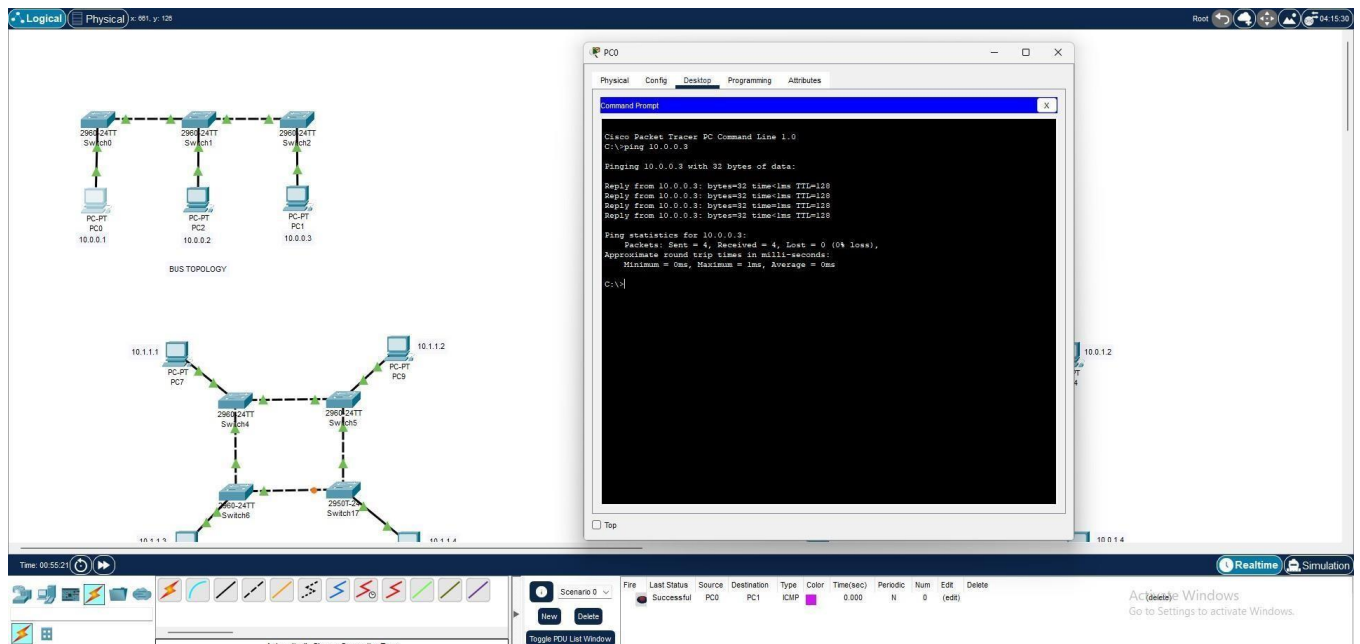 Logical
Physical
x: 661, y: 126
Root
04:15:30
2960-24TT
Switch0
2960-24TT
Switch1
2960-24TT
Switch2
PC-PT
PC0
10.0.0.1
PC-PT
PC2
10.0.0.2
PC-PT
PC1
10.0.0.3
BUS TOPOLOGY
10.1.1.1
PC-PT
PC7
10.1.1.2
PC-PT
PC9
2960-24TT
Switch4
2960-24TT
Switch5
2960-24TT
Switch6
2950T-24
Switch17
10.1.1.3
10.1.1.4
PC0
Physical Config Desktop Programming Attributes
Command Prompt
X
Cisco Packet Tracer PC Command Line 1.0
C:\>ping 10.0.0.3
Pinging 10.0.0.3 with 32 bytes of data:
Reply from 10.0.0.3: bytes=32 time<1ms TTL=128
Reply from 10.0.0.3: bytes=32 time<1ms TTL=128
Reply from 10.0.0.3: bytes=32 time=1ms TTL=128
Reply from 10.0.0.3: bytes=32 time<1ms TTL=128
Ping statistics for 10.0.0.3:
Packets: Sent = 4, Received = 4, Lost = 0 (0% loss),
Approximate round trip times in milli-seconds:
Minimum = 0ms, Maximum = 1ms, Average = 0ms
C:\>
Top
10.0.1.2
T
4
10.0.1.4
Time: 00:55:21
Realtime
Simulation
Scenario 0
New
Delete
Toggle PDU List Window
Fire Last Status Source Destination Type Color Time(sec) Periodic Num Edit Delete
Successful PC0 PC1 ICMP 0.000 N 0 (edit) (delete)
Activate Windows
Go to Settings to activate Windows.